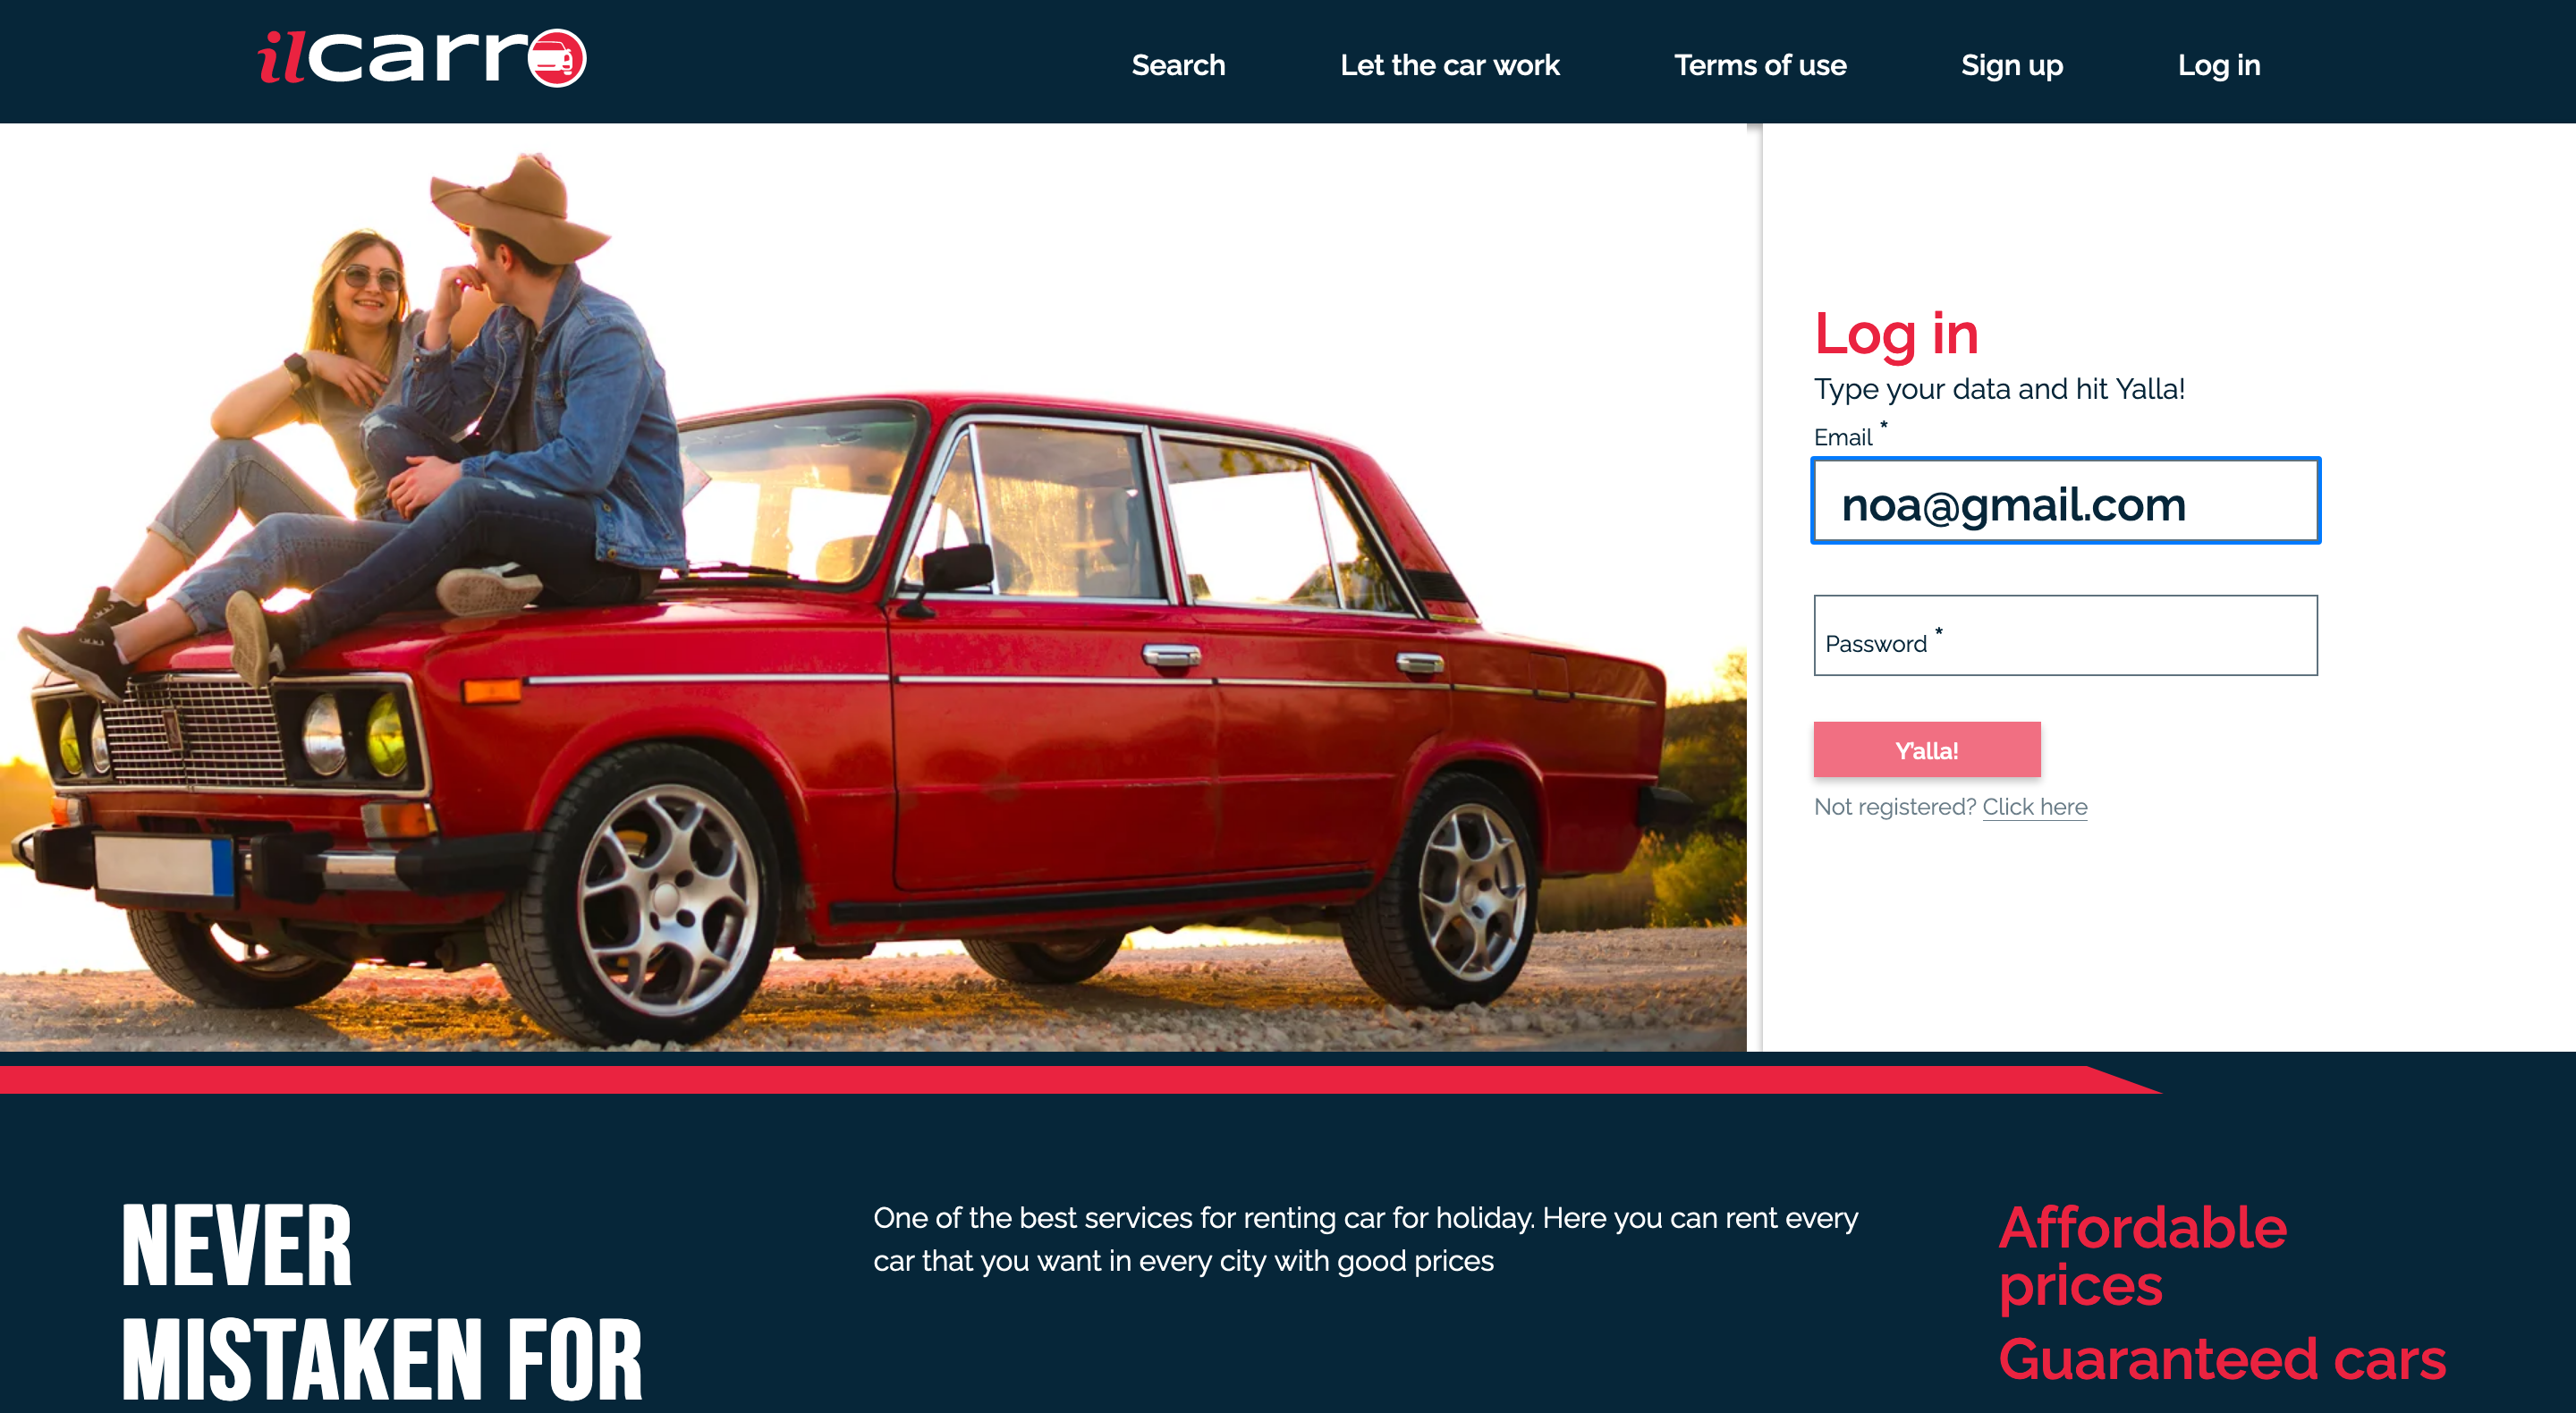 ilcarro
Search
Let the car work
Terms of use
Sign up
Log in
Log in
Type your data and hit Yalla!
Email *
noa@gmail.com
Password *
Y'alla!
Not registered? Click here
NEVER
MISTAKEN FOR
One of the best services for renting car for holiday. Here you can rent every
car that you want in every city with good prices
Affordable
prices
Guaranteed cars